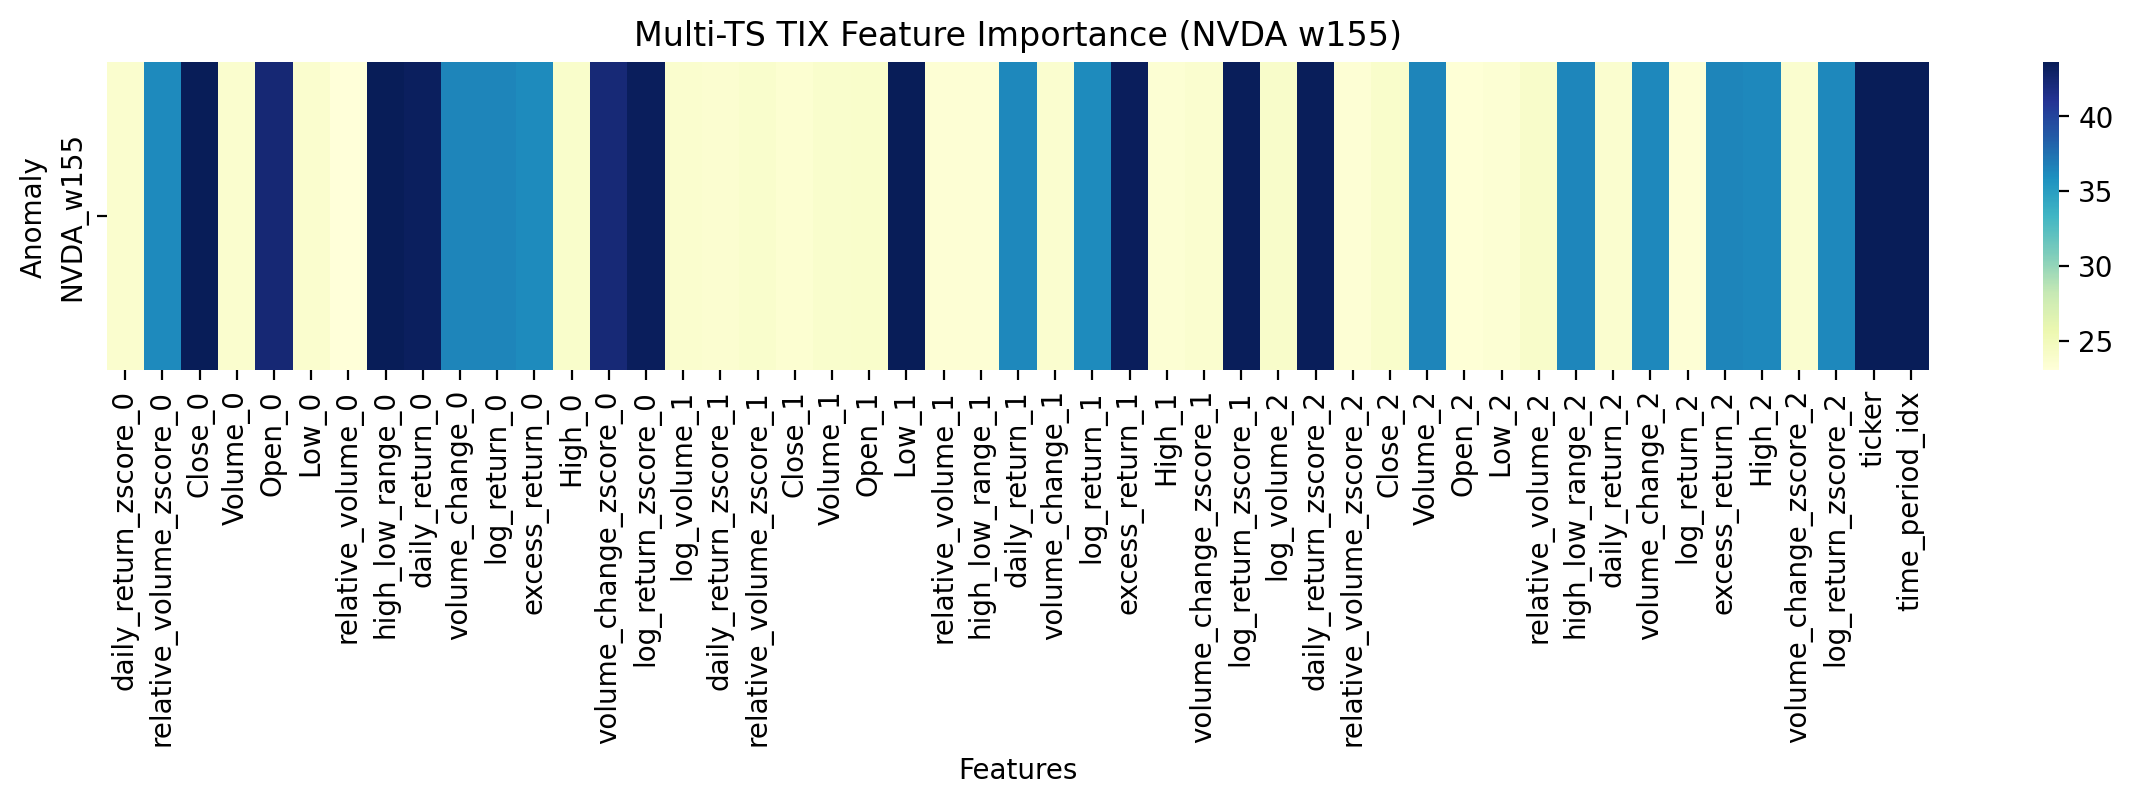 Multi-TS TIX Feature Importance (NVDA w155)
Anomaly
NVDA_w155
40
35
30
25
daily_return_zscore_0
relative_volume_zscore_0
Close_0
Volume_0
Open_0
Low_0
relative_volume_0
high_low_range_0
daily_return_0
volume_change_0
log_return_0
excess_return_0
High_0
volume_change_zscore_0
log_return_zscore_0
log_volume_1
daily_return_zscore_1
relative_volume_zscore_1
Close_1
Volume_1
Open_1
Low_1
relative_volume_1
high_low_range_1
daily_return_1
volume_change_1
log_return_1
excess_return_1
High_1
volume_change_zscore_1
log_return_zscore_1
log_volume_2
daily_return_zscore_2
relative_volume_zscore_2
Close_2
Volume_2
Open_2
Low_2
relative_volume_2
high_low_range_2
daily_return_2
volume_change_2
log_return_2
excess_return_2
High_2
volume_change_zscore_2
log_return_zscore_2
ticker
time_period_idx
Features